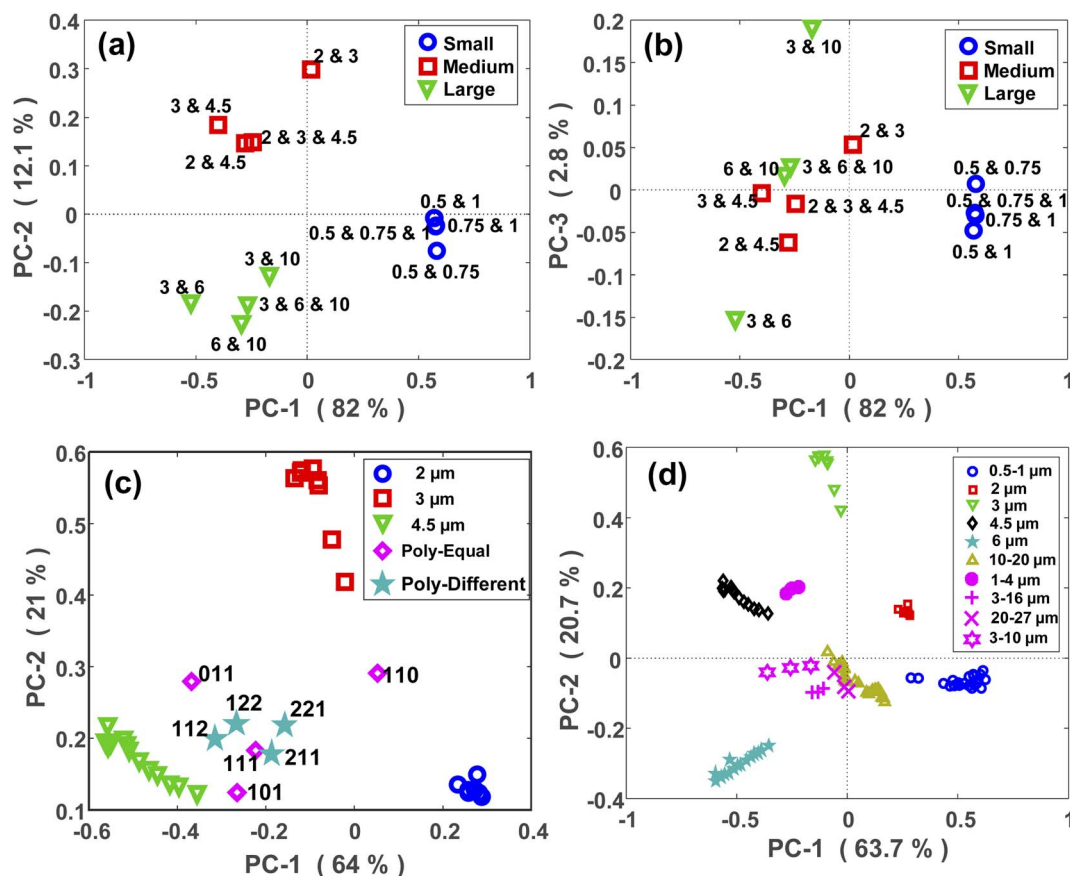 (a)
Small
Medium
Large
2 & 3
3 & 4.5
2 & 3 & 4.5
2 & 4.5
0.5 & 1
0.5 & 0.75 & 1
0.75 & 1
0.5 & 0.75
3 & 10
3 & 6
3 & 6 & 10
6 & 10
0.4
0.3
0.2
0.1
0
-0.1
-0.2
-0.3
PC-2 ( 12.1 % )
-1
-0.5
0
0.5
1
PC-1 ( 82 % )
(b)
Small
Medium
Large
3 & 10
2 & 3
6 & 10
3 & 6 & 10
0.5 & 0.75
3 & 4.5
2 & 3 & 4.5
0.5 & 0.75 & 1
0.75 & 1
2 & 4.5
0.5 & 1
3 & 6
0.2
0.15
0.1
0.05
0
-0.05
-0.1
-0.15
-0.2
PC-3 ( 2.8 % )
-1
-0.5
0
0.5
1
PC-1 ( 82 % )
(c)
2 µm
3 µm
4.5 µm
Poly-Equal
Poly-Different
011
110
122
221
112
111
211
101
0.6
0.5
0.4
0.3
0.2
0.1
PC-2 ( 21 % )
-0.6
-0.4
-0.2
0
0.2
0.4
PC-1 ( 64 % )
(d)
0.5-1 µm
2 µm
3 µm
4.5 µm
6 µm
10-20 µm
1-4 µm
3-16 µm
20-27 µm
3-10 µm
0.6
0.4
0.2
0
-0.2
-0.4
PC-2 ( 20.7 % )
-1
-0.5
0
0.5
1
PC-1 ( 63.7 % )